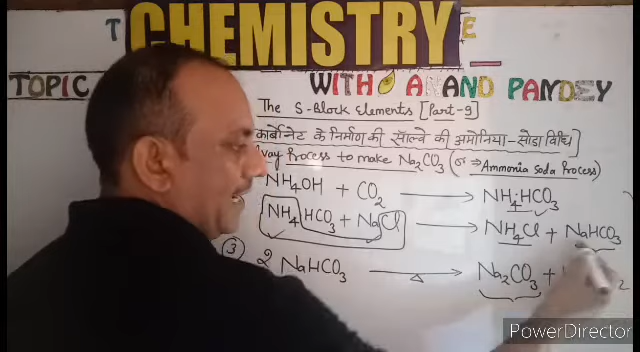 CHEMISTRY
TOPIC WITH ANAND PANDEY
The S-Block Elements [Part-9]
कार्बोनेट के निर्माण की सॉल्वे की अमोनिया-सोडा विधि]
Process to make Na₂CO₃ (or ⇒ Ammonia Soda Process)
NH₄OH + CO₂ ⟶ NH₄HCO₃
NH₄HCO₃ + NaCl ⟶ NH₄Cl + NaHCO₃
③ 2 NaHCO₃ ⟶ Na₂CO₃ +
Δ
PowerDirector